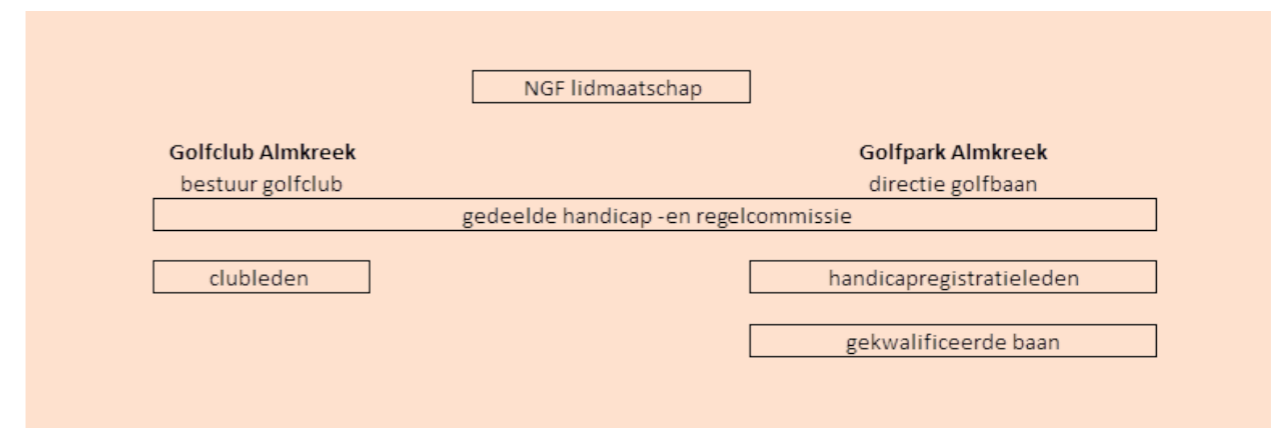 NGF lidmaatschap
Golfclub Almkreek
Golfpark Almkreek
bestuur golfclub
directie golfbaan
gedeelde handicap -en regelcommissie
clubleden
handicapregistratieleden
gekwalificeerde baan